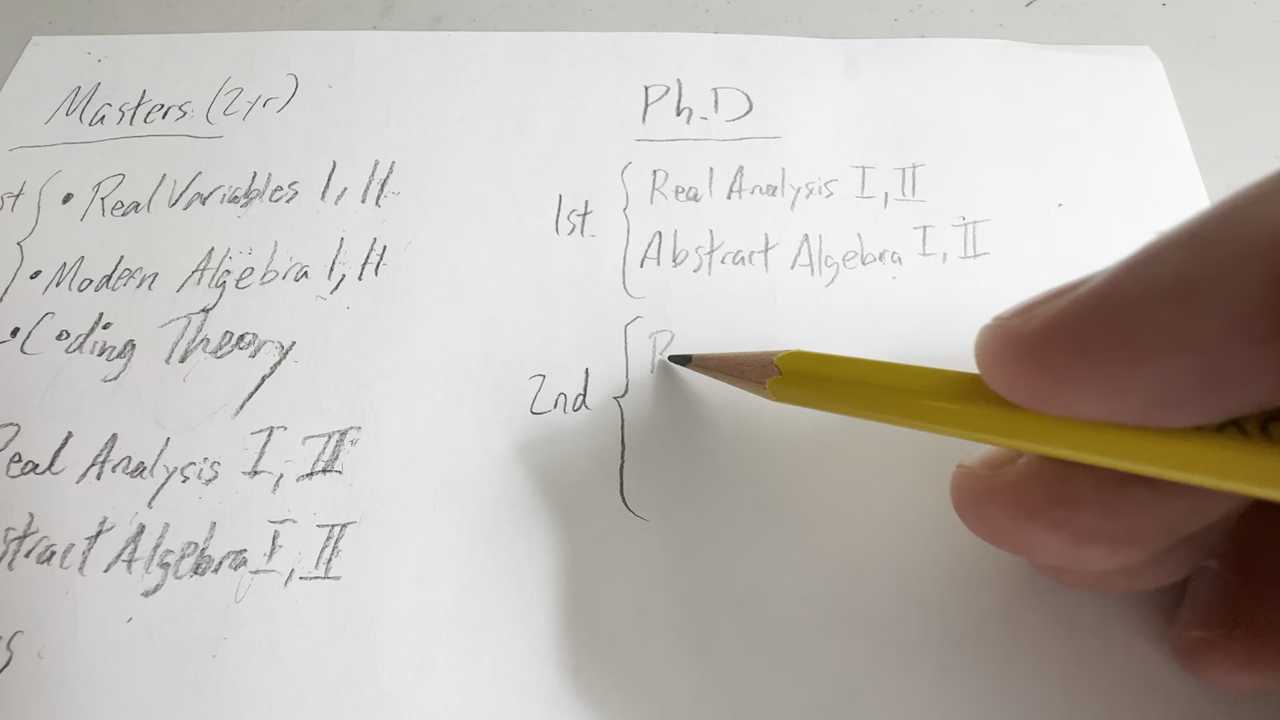 Masters (2yr)
st • Real Variables I, II
• Modern Algebra I, II
• Coding Theory
Real Analysis I, II
stract Algebra I, II
s
Ph.D
1st. Real Analysis I, II
Abstract Algebra I, II
2nd R